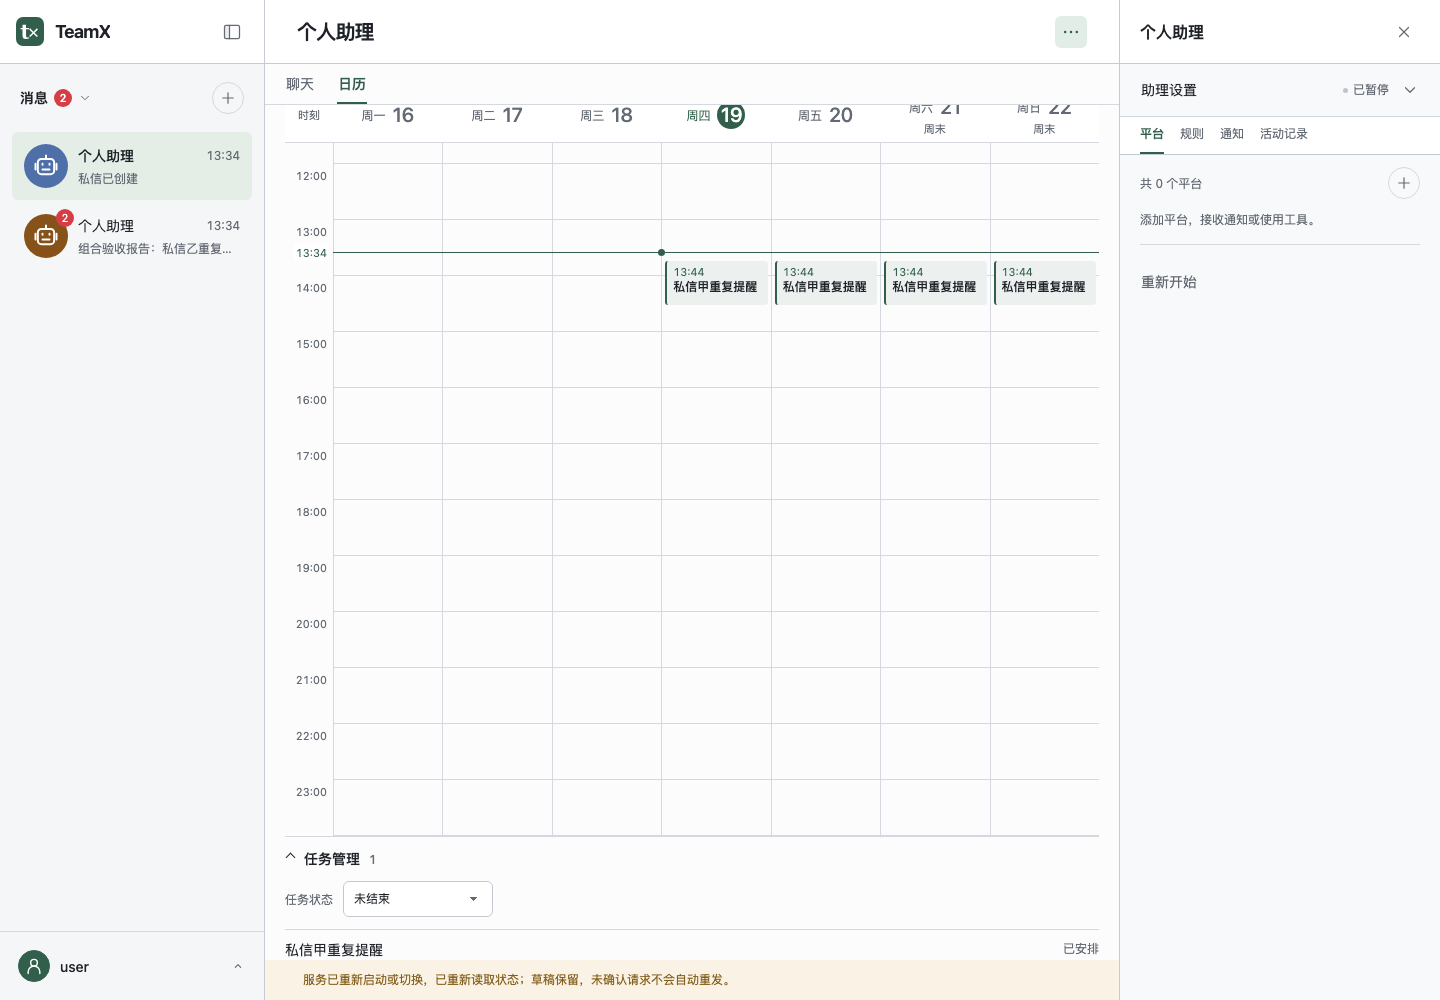 tx TeamX
消息 2
个人助理 13:34
私信已创建
2
个人助理 13:34
组合验收报告：私信乙重复...
user
个人助理
聊天 日历
时刻 周一 16 周二 17 周三 18 周四 19 周五 20 周六 21 周末 周日 22 周末
12:00
13:00
13:34
13:44 13:44 13:44 13:44
私信甲重复提醒 私信甲重复提醒 私信甲重复提醒 私信甲重复提醒
14:00
15:00
16:00
17:00
18:00
19:00
20:00
21:00
22:00
23:00
任务管理 1
任务状态 未结束
私信甲重复提醒 已安排
服务已重新启动或切换，已重新读取状态；草稿保留，未确认请求不会自动重发。
个人助理
助理设置 已暂停
平台 规则 通知 活动记录
共 0 个平台
添加平台，接收通知或使用工具。
重新开始